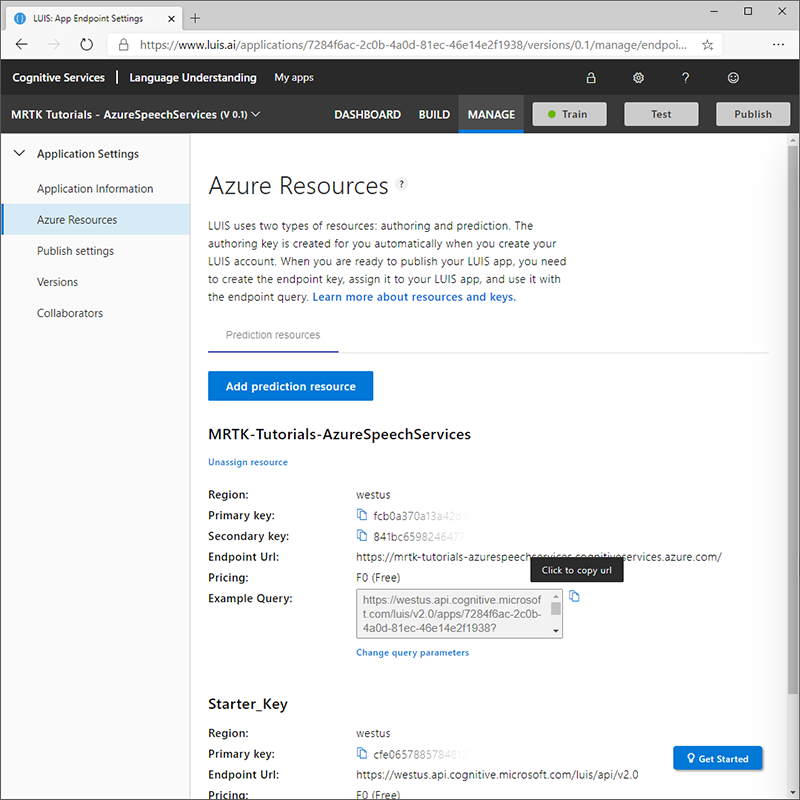 LUIS: App Endpoint Settings
https://www.luis.ai/applications/7284f6ac-2c0b-4a0d-81ec-46e14e2f1938/versions/0.1/manage/endpoi...
Cognitive Services
Language Understanding
My apps
?
MRTK Tutorials - AzureSpeechServices (V 0.1)
DASHBOARD
BUILD
MANAGE
Train
Test
Publish
Application Settings
Application Information
Azure Resources
Publish settings
Versions
Collaborators
Azure Resources ?
LUIS uses two types of resources: authoring and prediction. The
authoring key is created for you automatically when you create your
LUIS account. When you are ready to publish your LUIS app, you need
to create the endpoint key, assign it to your LUIS app, and use it with
the endpoint query. Learn more about resources and keys.
Prediction resources
Add prediction resource
MRTK-Tutorials-AzureSpeechServices
Unassign resource
Region: westus
Primary key: fcb0a370a13a42d
Secondary key: 841bc6598246477
Endpoint Url: https://mrtk-tutorials-azurespeechservices.cognitiveservices.azure.com/
Click to copy url
Pricing: F0 (Free)
Example Query: https://westus.api.cognitive.microsof
t.com/luis/v2.0/apps/7284f6ac-2c0b-
4a0d-81ec-46e14e2f1938?
Change query parameters
Starter_Key
Region: westus
Primary key: cfe0657885784812
Endpoint Url: https://westus.api.cognitive.microsoft.com/luis/api/v2.0
Pricing: F0 (Free)
Get Started